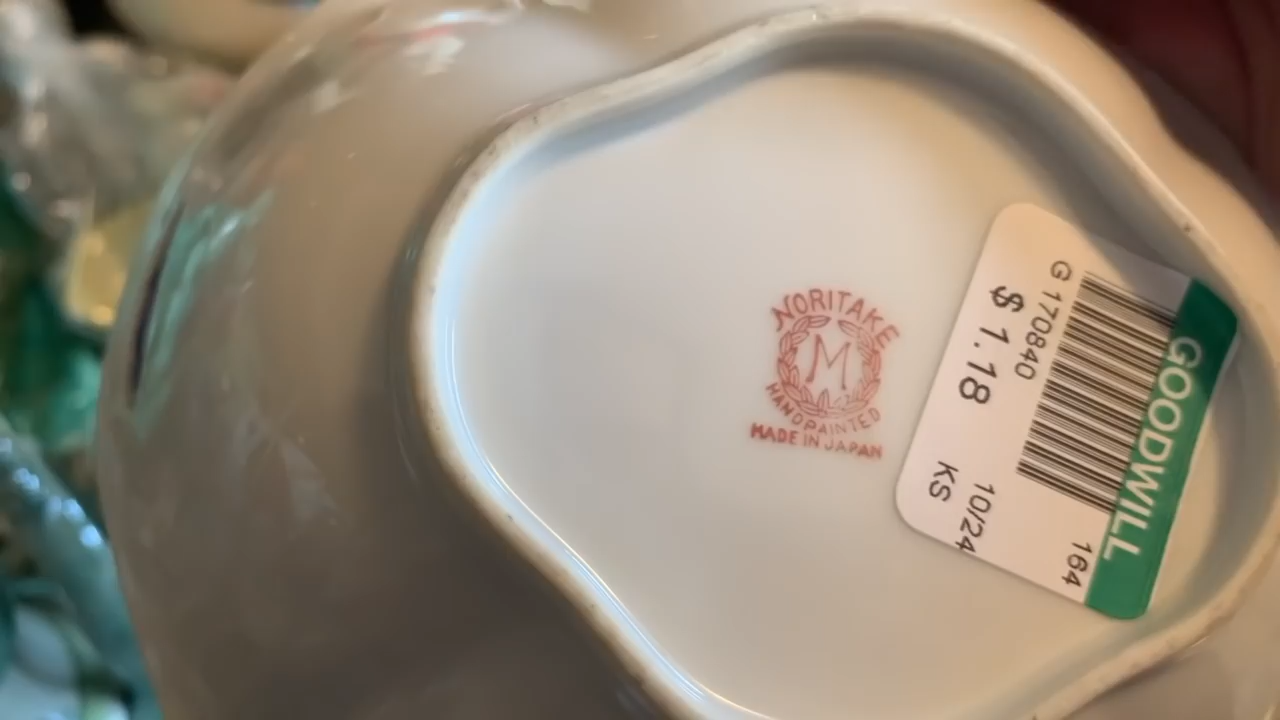 NORITAKE
M
HANDPAINTED
MADE IN JAPAN
GOODWILL
164
G 170840
$1.18
10/24
KS